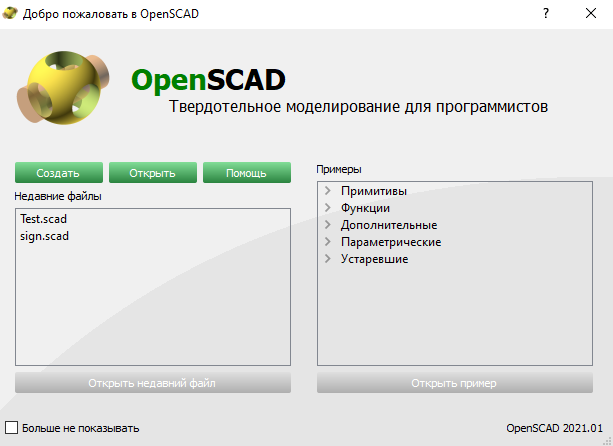 Добро пожаловать в OpenSCAD
?
OpenSCAD
Твердотельное моделирование для программистов
Создать
Открыть
Помощь
Недавние файлы
Test.scad
sign.scad
Открыть недавний файл
Примеры
Примитивы
Функции
Дополнительные
Параметрические
Устаревшие
Открыть пример
Больше не показывать
OpenSCAD 2021.01